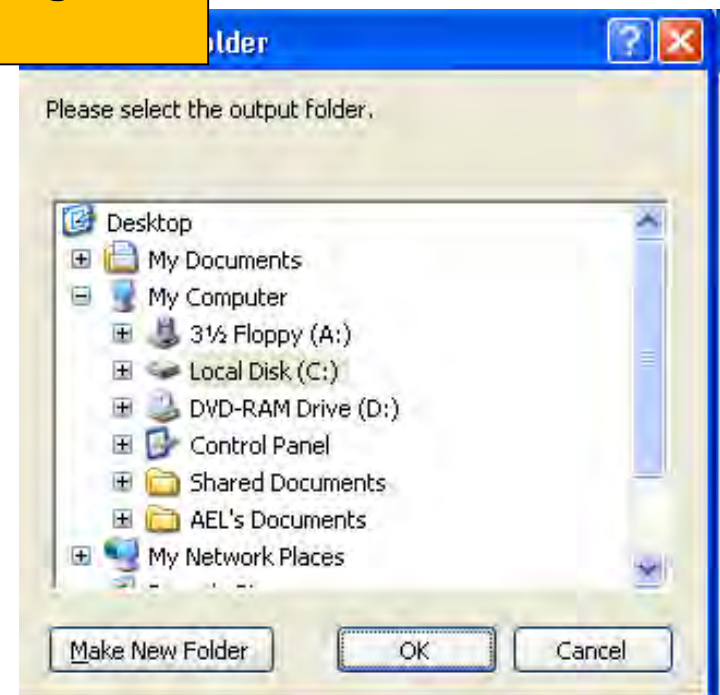 Please select the output folder.
Desktop
My Documents
My Computer
3½ Floppy (A:)
Local Disk (C:)
DVD-RAM Drive (D:)
Control Panel
Shared Documents
AEL's Documents
My Network Places
Make New Folder
OK
Cancel